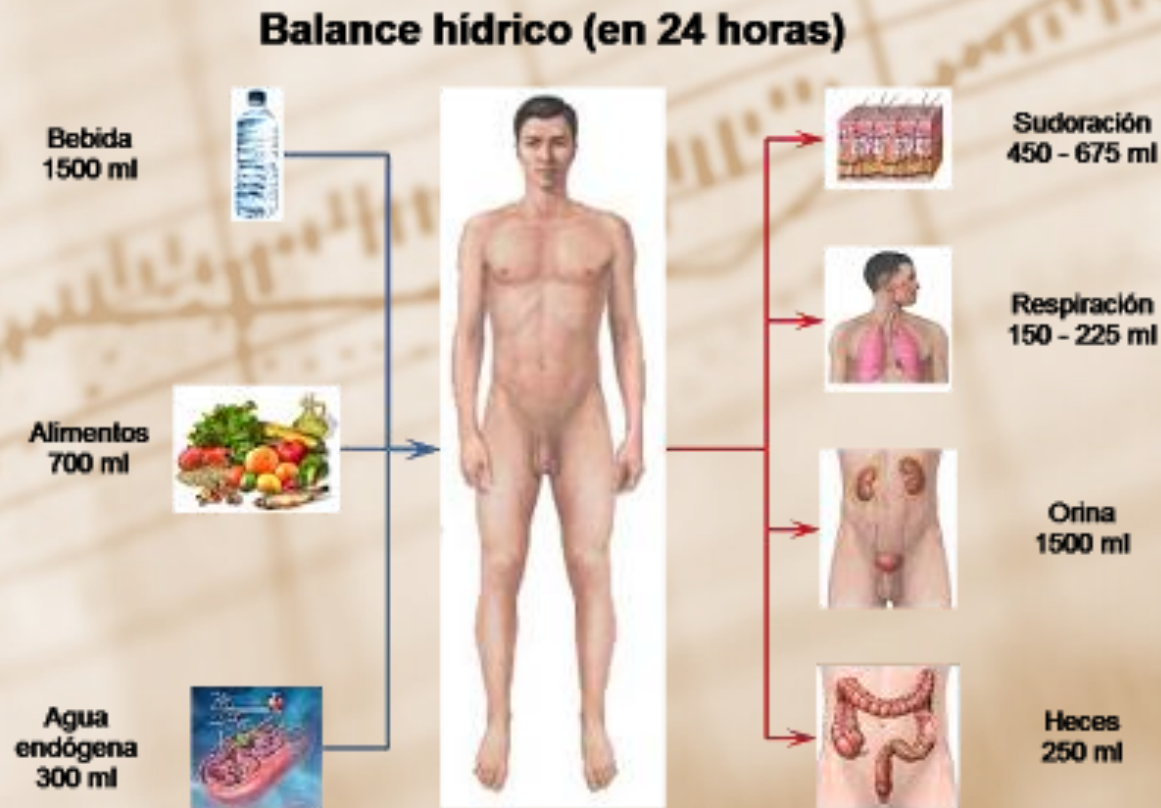 Balance hídrico (en 24 horas)
Bebida
1500 ml
Alimentos
700 ml
Agua
endógena
300 ml
Sudoración
450 - 675 ml
Respiración
150 - 225 ml
Orina
1500 ml
Heces
250 ml